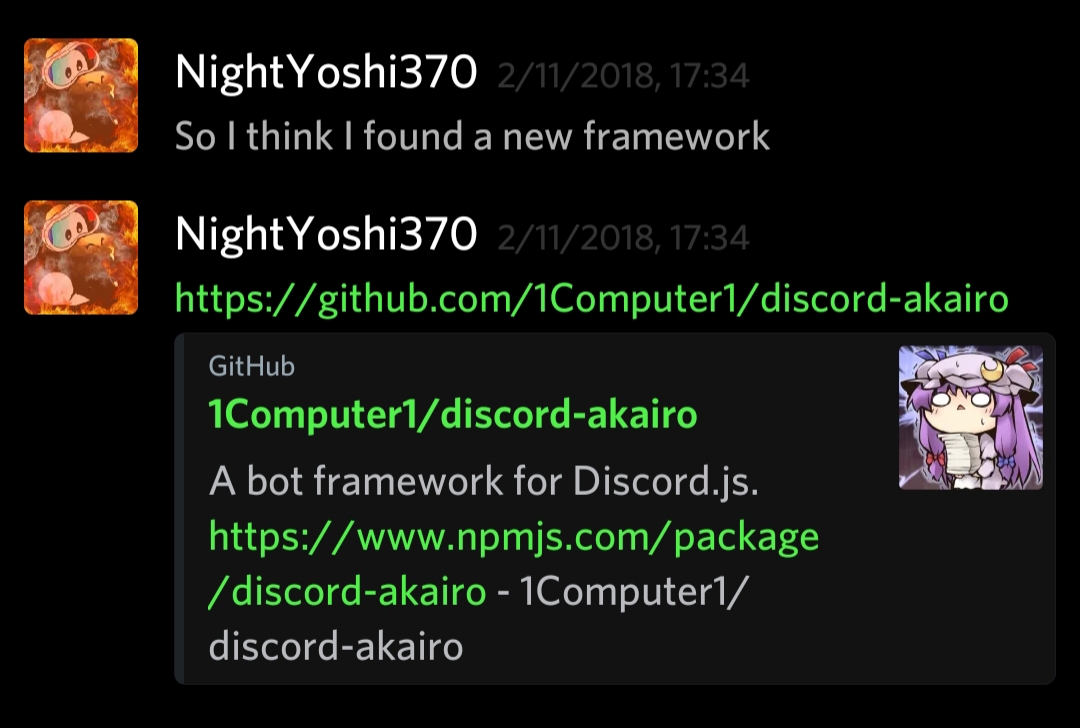 NightYoshi370 2/11/2018, 17:34
So I think I found a new framework
NightYoshi370 2/11/2018, 17:34
https://github.com/1Computer1/discord-akairo
GitHub
1Computer1/discord-akairo
A bot framework for Discord.js.
https://www.npmjs.com/package
/discord-akairo - 1Computer1/
discord-akairo